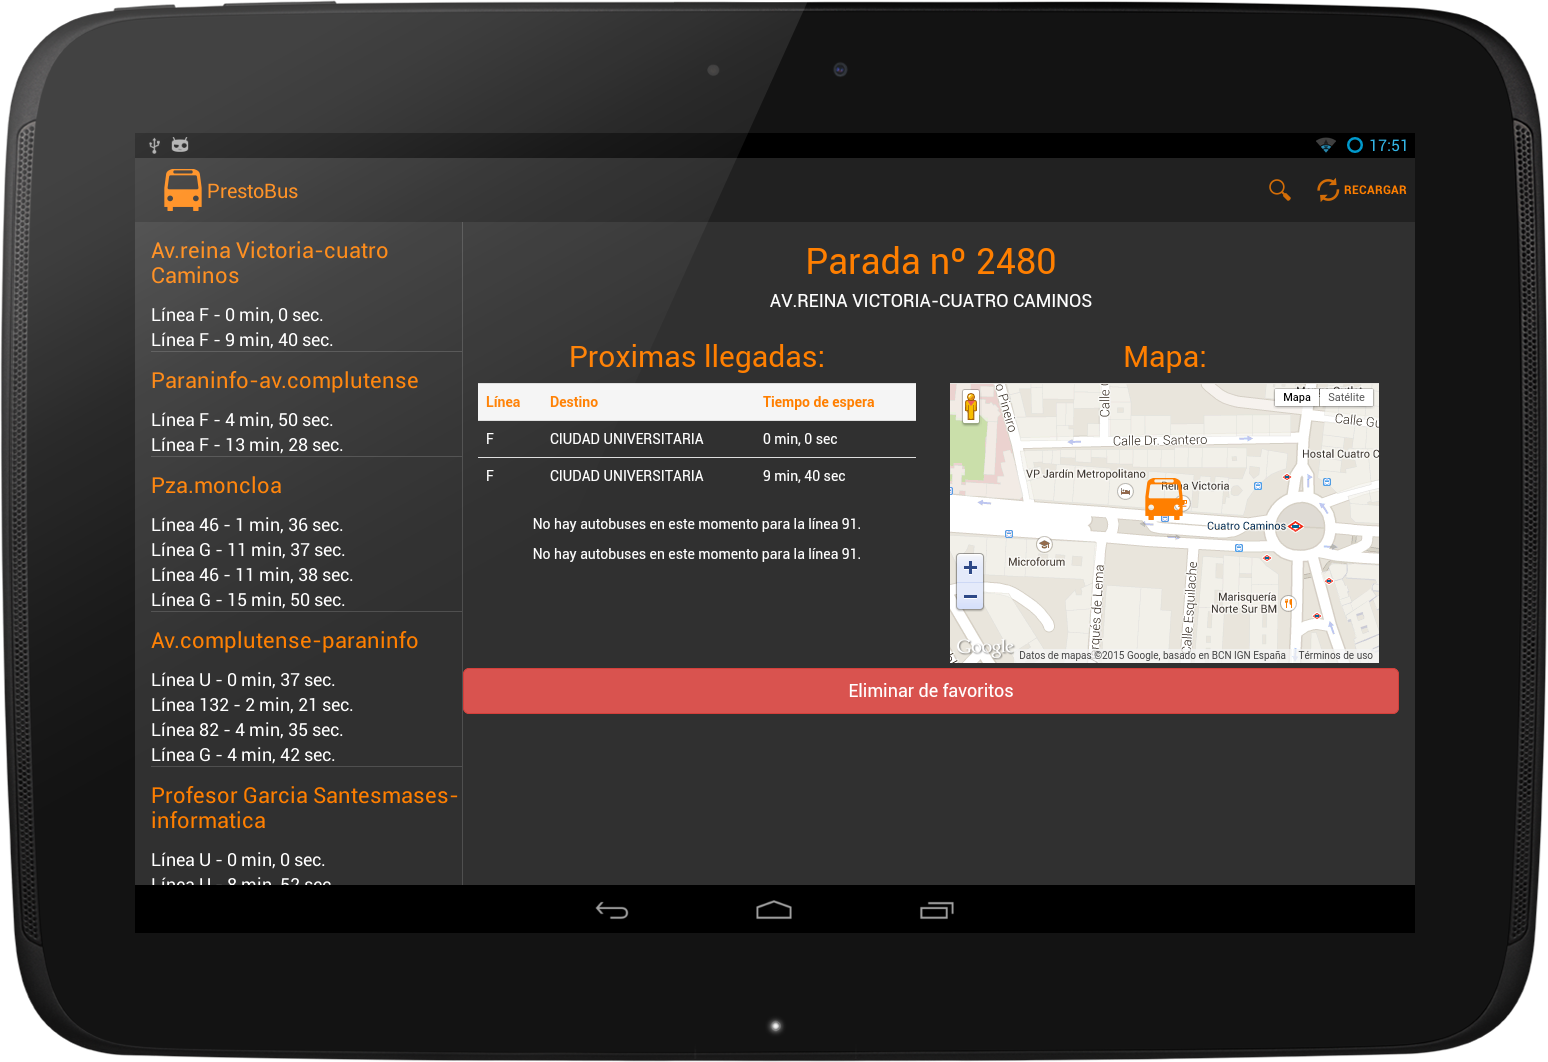 17:51
PrestoBus
RECARGAR
Av.reina Victoria-cuatro
Caminos
Línea F - 0 min, 0 sec.
Línea F - 9 min, 40 sec.
Paraninfo-av.complutense
Línea F - 4 min, 50 sec.
Línea F - 13 min, 28 sec.
Pza.moncloa
Línea 46 - 1 min, 36 sec.
Línea G - 11 min, 37 sec.
Línea 46 - 11 min, 38 sec.
Línea G - 15 min, 50 sec.
Av.complutense-paraninfo
Línea U - 0 min, 37 sec.
Línea 132 - 2 min, 21 sec.
Línea 82 - 4 min, 35 sec.
Línea G - 4 min, 42 sec.
Profesor Garcia Santesmases-
informatica
Línea U - 0 min, 0 sec.
Línea U - 8 min, 52 sec.
Parada nº 2480
AV.REINA VICTORIA-CUATRO CAMINOS
Proximas llegadas:
Línea Destino Tiempo de espera
F CIUDAD UNIVERSITARIA 0 min, 0 sec
F CIUDAD UNIVERSITARIA 9 min, 40 sec
No hay autobuses en este momento para la línea 91.
No hay autobuses en este momento para la línea 91.
Mapa:
Mapa Satélite
o Pineiro
Calle
Calle Gu
Calle Dr. Santero
Hostal Cuatro C
VP Jardín Metropolitano
Reina Victoria
Cuatro Caminos
Microforum
rqués de Lema
Calle Esquilache
Marisquería
Norte Sur BM
Google
Datos de mapas ©2015 Google, basado en BCN IGN España Términos de uso
Eliminar de favoritos